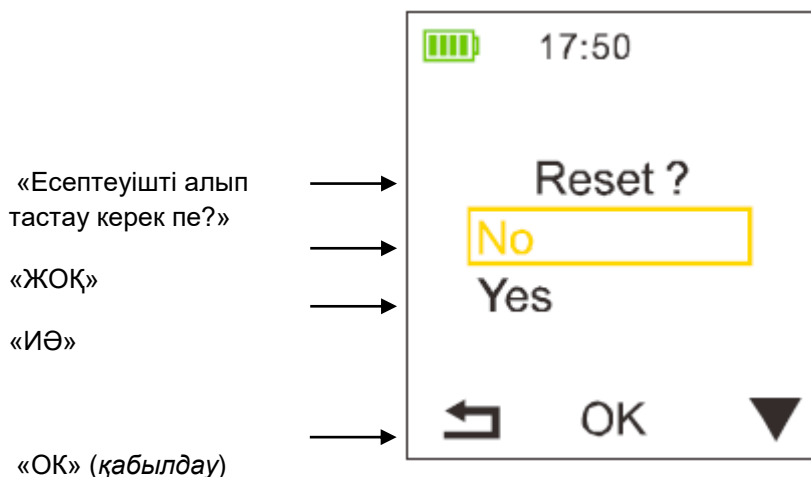 17:50
«Есептеуішті алып
тастау керек пе?»
Reset ?
«ЖОҚ»
No
«ИӘ»
Yes
«ОК» (қабылдау)
OK